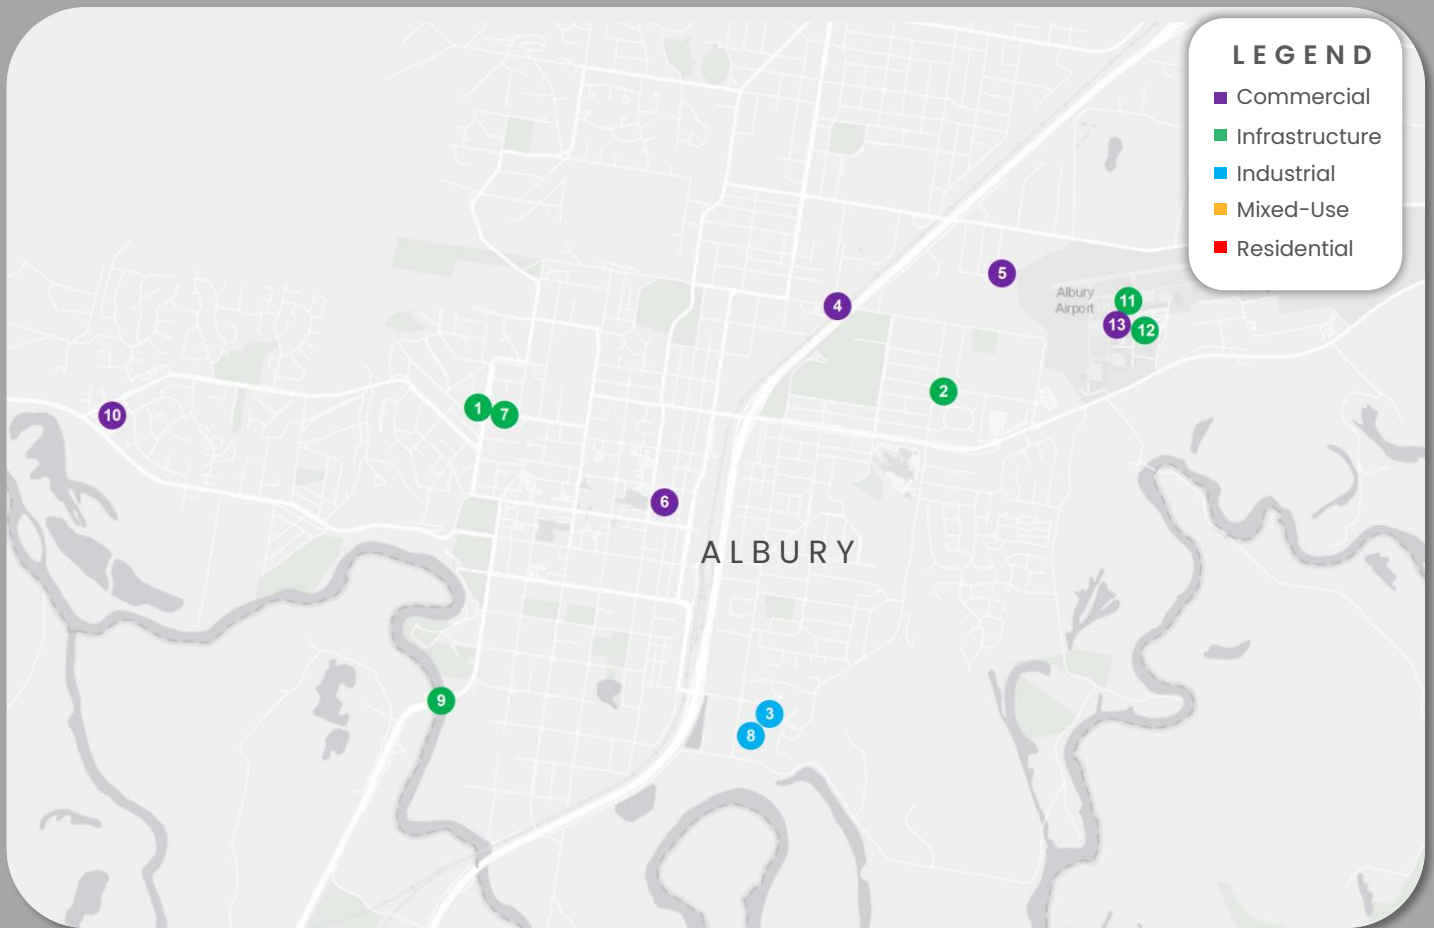 LEGEND
Commercial
Infrastructure
Industrial
Mixed-Use
Residential
5
4
Albury
Airport
11
13
12
2
10
1
7
6
ALBURY
9
3
8